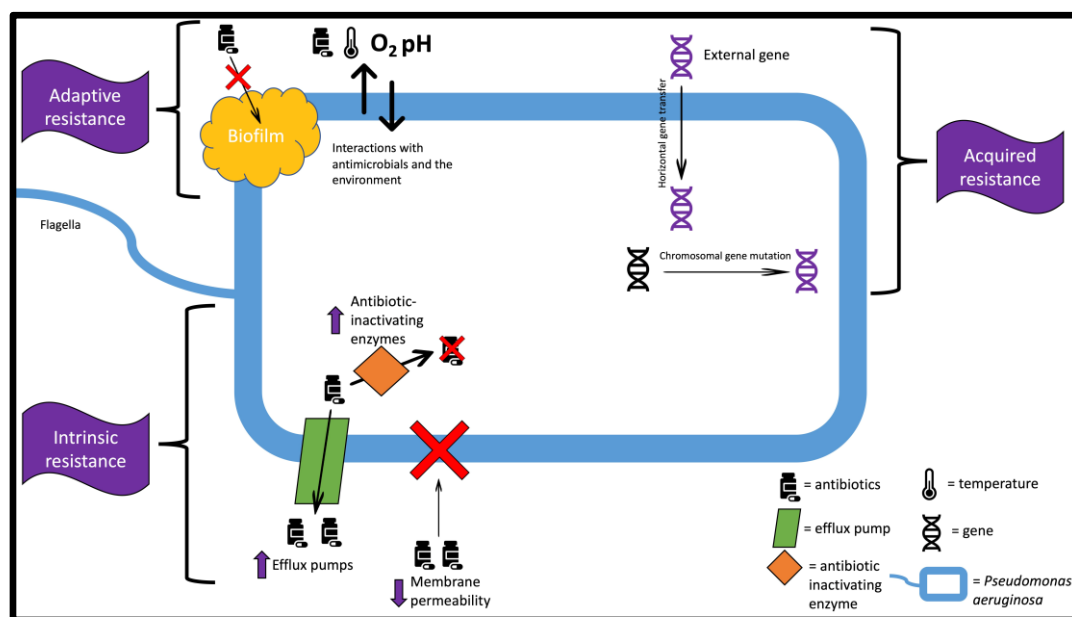 Adaptive
resistance
O₂ pH
Biofilm
Interactions with
antimicrobials and the
environment
External gene
Horizontal gene transfer
Chromosomal gene mutation
Acquired
resistance
Flagella
Intrinsic
resistance
Antibiotic-
inactivating
enzymes
Efflux pumps
Membrane
permeability
= antibiotics
= temperature
= efflux pump
= gene
= antibiotic
inactivating
enzyme
= Pseudomonas
aeruginosa